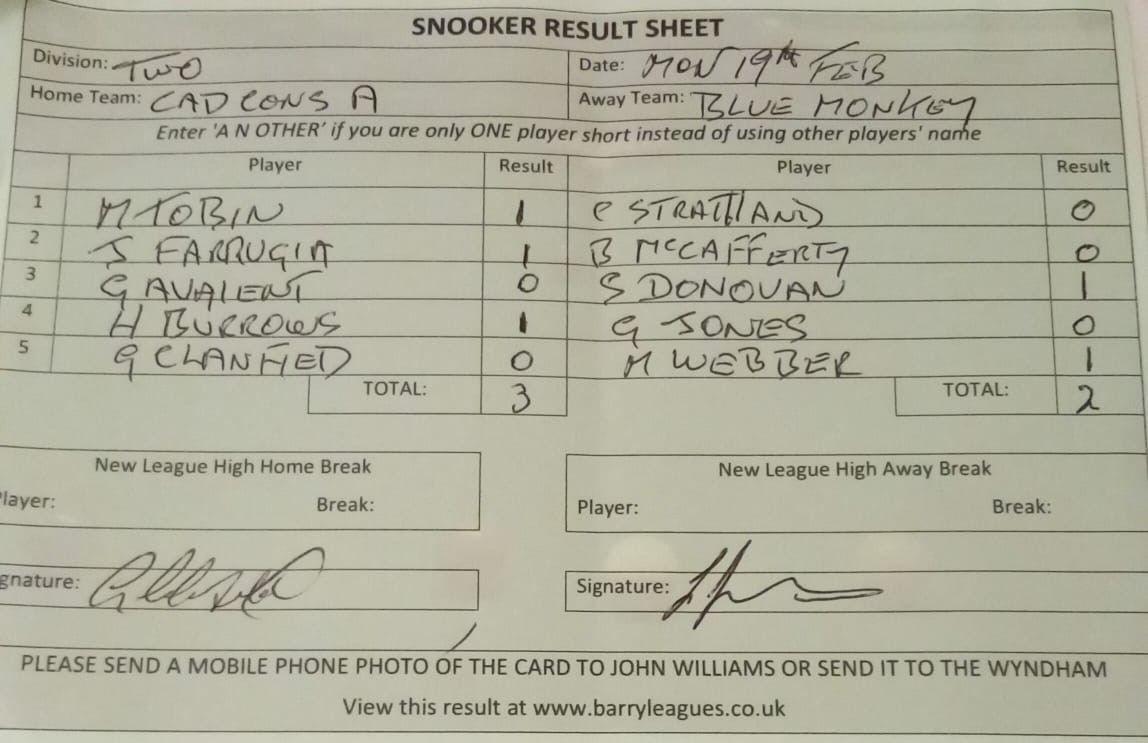 SNOOKER RESULT SHEET
Division: TWO Date: MON 19th FEB
Home Team: CAD CONS A Away Team: BLUE MONKEY
Enter 'A N OTHER' if you are only ONE player short instead of using other players' name
Player Result Player Result
1 M TOBIN 1 C STRATHAND 0
2 J FARRUGIA 1 B McCAFFERTY 0
3 G AVALENT 0 S DONOVAN 1
4 H BURROWS 1 G JONES 0
5 G CLANFIED 0 M WEBBER 1
TOTAL: 3 TOTAL: 2
New League High Home Break New League High Away Break
layer: Break: Player: Break:
gnature: Signature:
PLEASE SEND A MOBILE PHONE PHOTO OF THE CARD TO JOHN WILLIAMS OR SEND IT TO THE WYNDHAM
View this result at www.barryleagues.co.uk